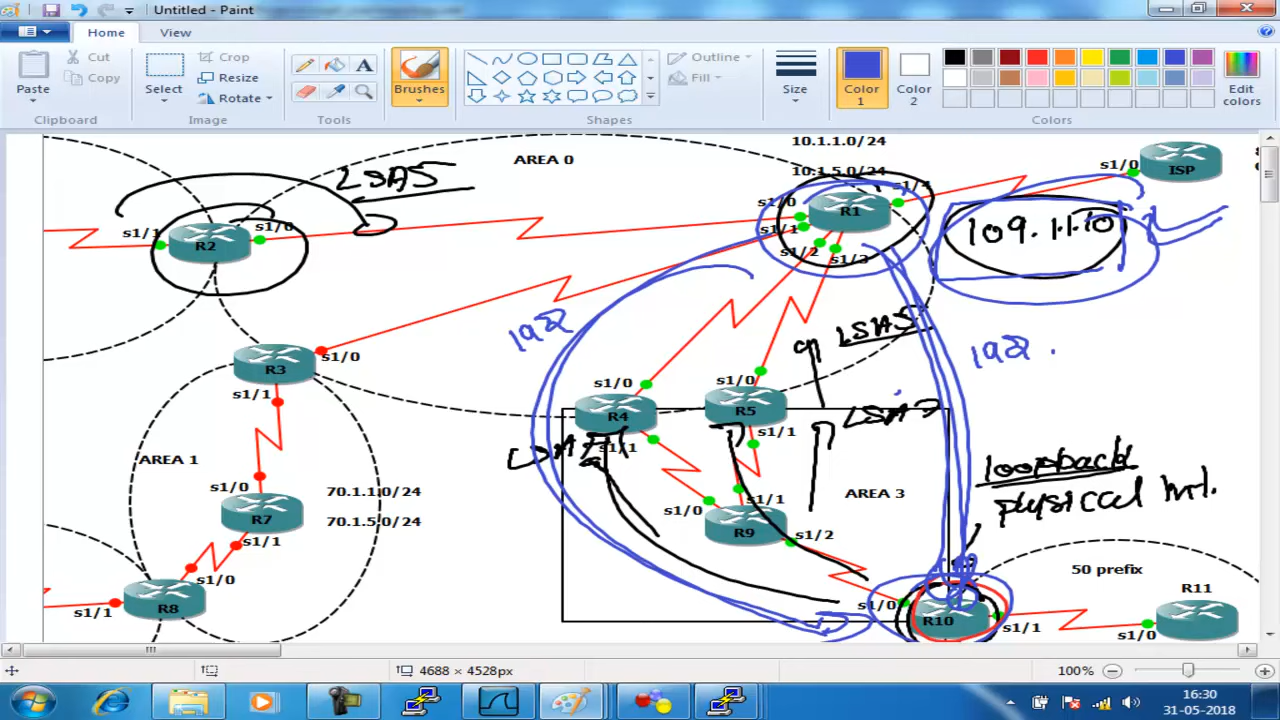 Untitled - Paint
Home
View
Paste
Cut
Copy
Clipboard
Select
Crop
Resize
Rotate
Image
Tools
Brushes
Shapes
Outline
Fill
Size
Color 1
Color 2
Colors
Edit colors
AREA 0
10.1.1.0/24
10.1.5.0/24
s1/0
ISP
LSA5
s1/4
s1/0
R1
s1/1
s1/2
s1/3
109.1.1.10
s1/1
R2
s1/0
R3
s1/0
s1/1
LSA5
s1/0
R4
s1/1
s1/0
R5
s1/1
LSA7
AREA 1
s1/0
R7
s1/1
70.1.1.0/24
70.1.5.0/24
s1/0
R9
s1/1
s1/2
AREA 3
loopback
physical Int.
s1/0
R8
s1/1
50 prefix
s1/0
R10
s1/1
R11
s1/0
4688 × 4528px
100%
16:30
31-05-2018